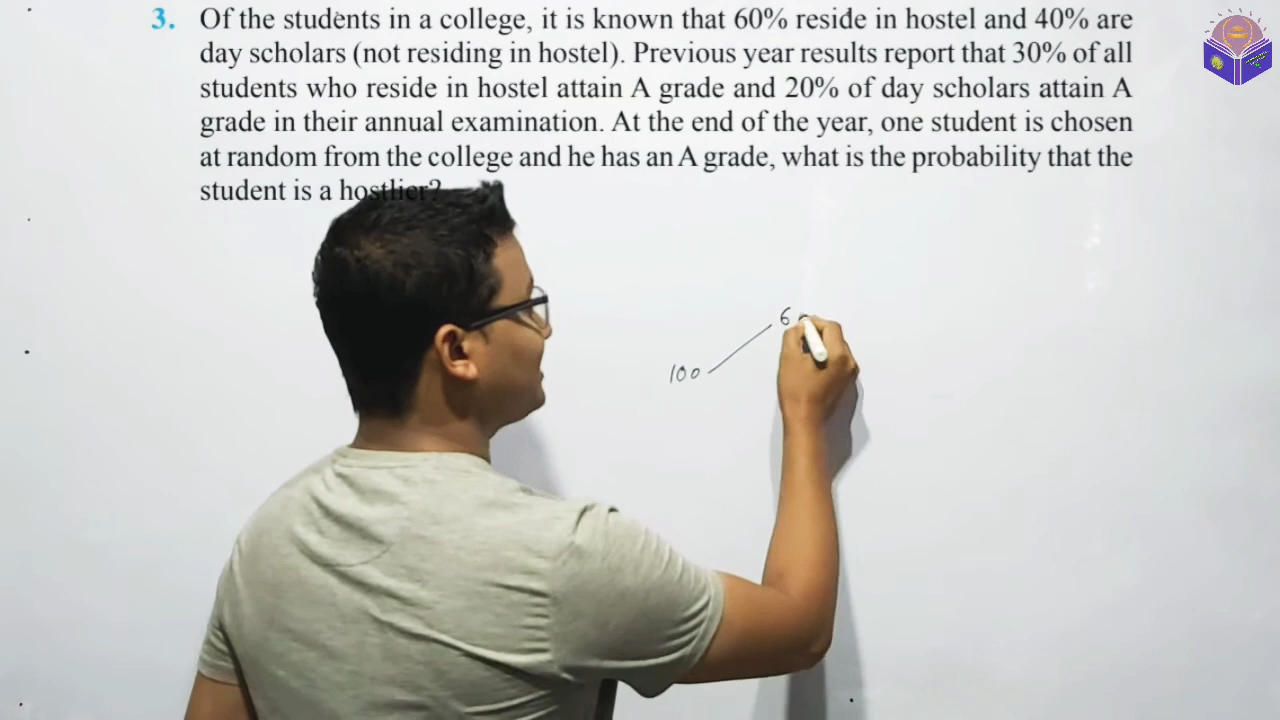 3. Of the students in a college, it is known that 60% reside in hostel and 40% are
day scholars (not residing in hostel). Previous year results report that 30% of all
students who reside in hostel attain A grade and 20% of day scholars attain A
grade in their annual examination. At the end of the year, one student is chosen
at random from the college and he has an A grade, what is the probability that the
student is a hostlier?
6
100